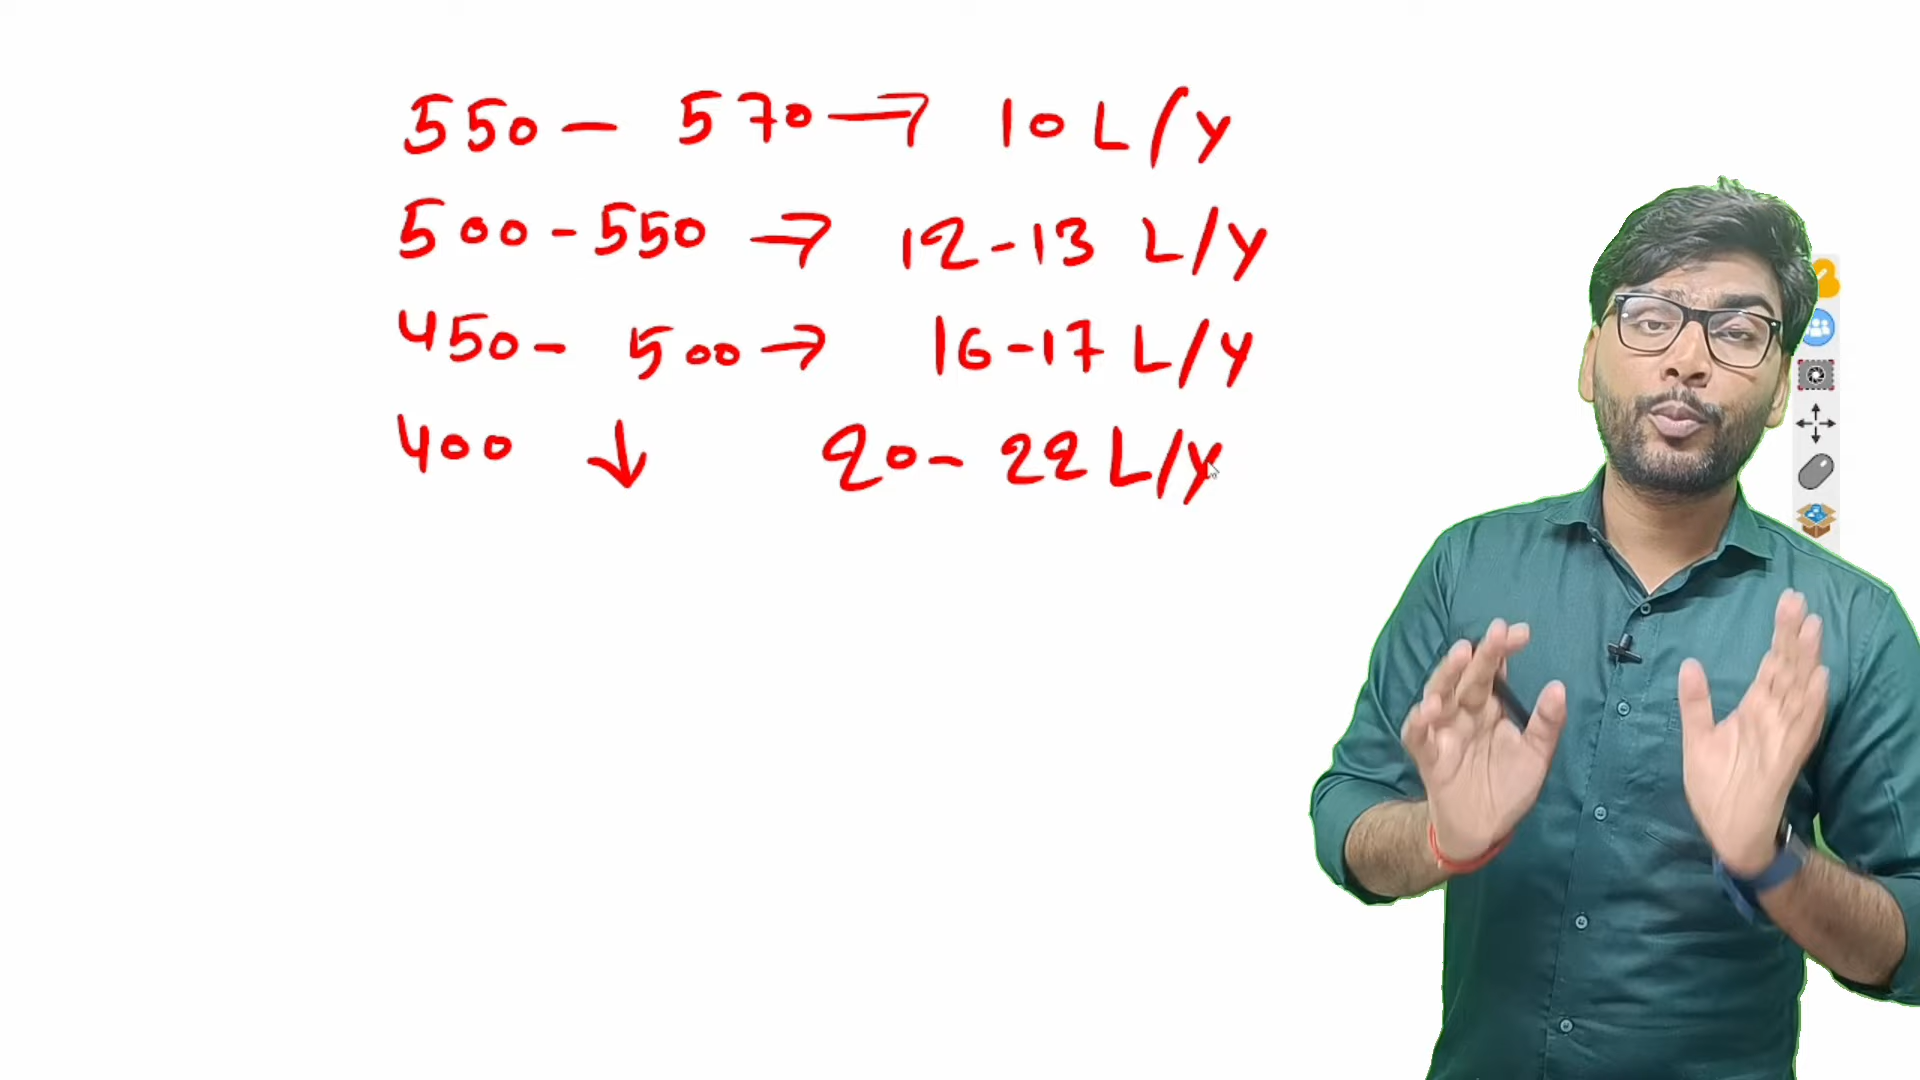 550 - 570 → 10 L/Y
500 - 550 → 12-13 L/Y
450 - 500 → 16-17 L/Y
400 ↓ 20 - 22 L/Y